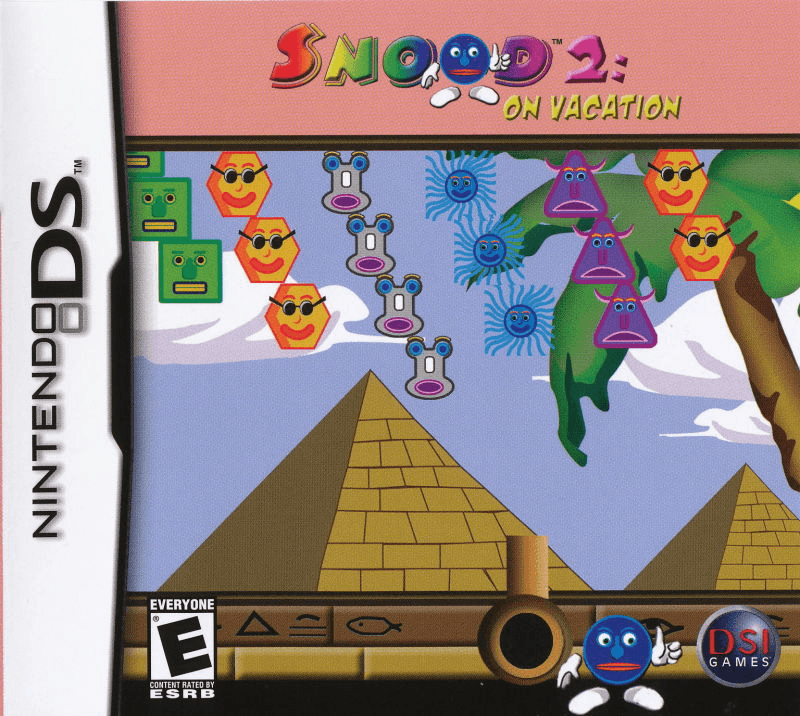 SNOOD™ 2:
ON VACATION
NINTENDO DS™
EVERYONE
E®
CONTENT RATED BY
ESRB
DSI
GAMES